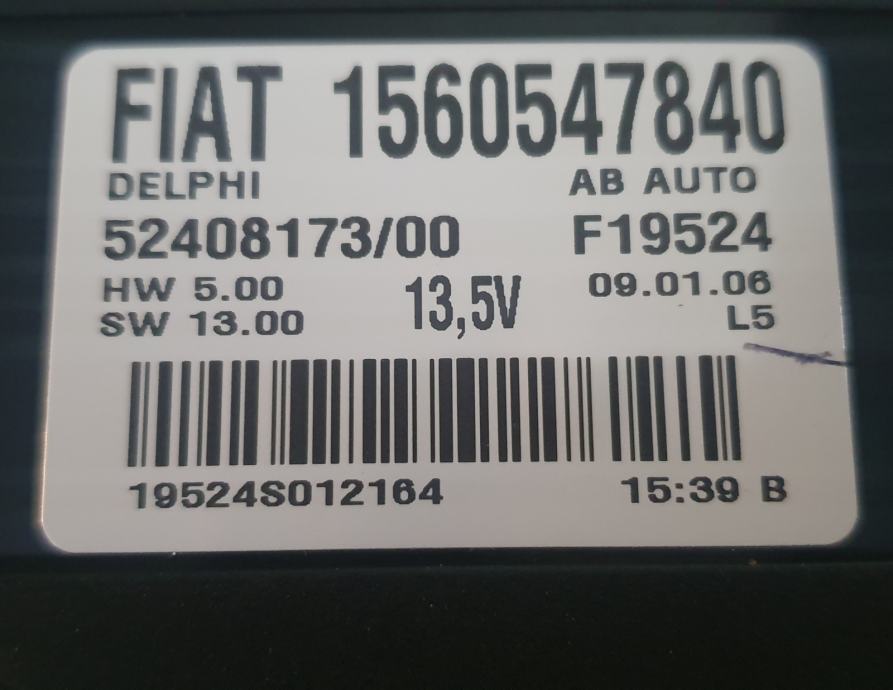 FIAT 1560547840
DELPHI AB AUTO
52408173/00 F19524
HW 5.00 13,5V 09.01.06
SW 13.00 L5
19524S012164 15:39 B